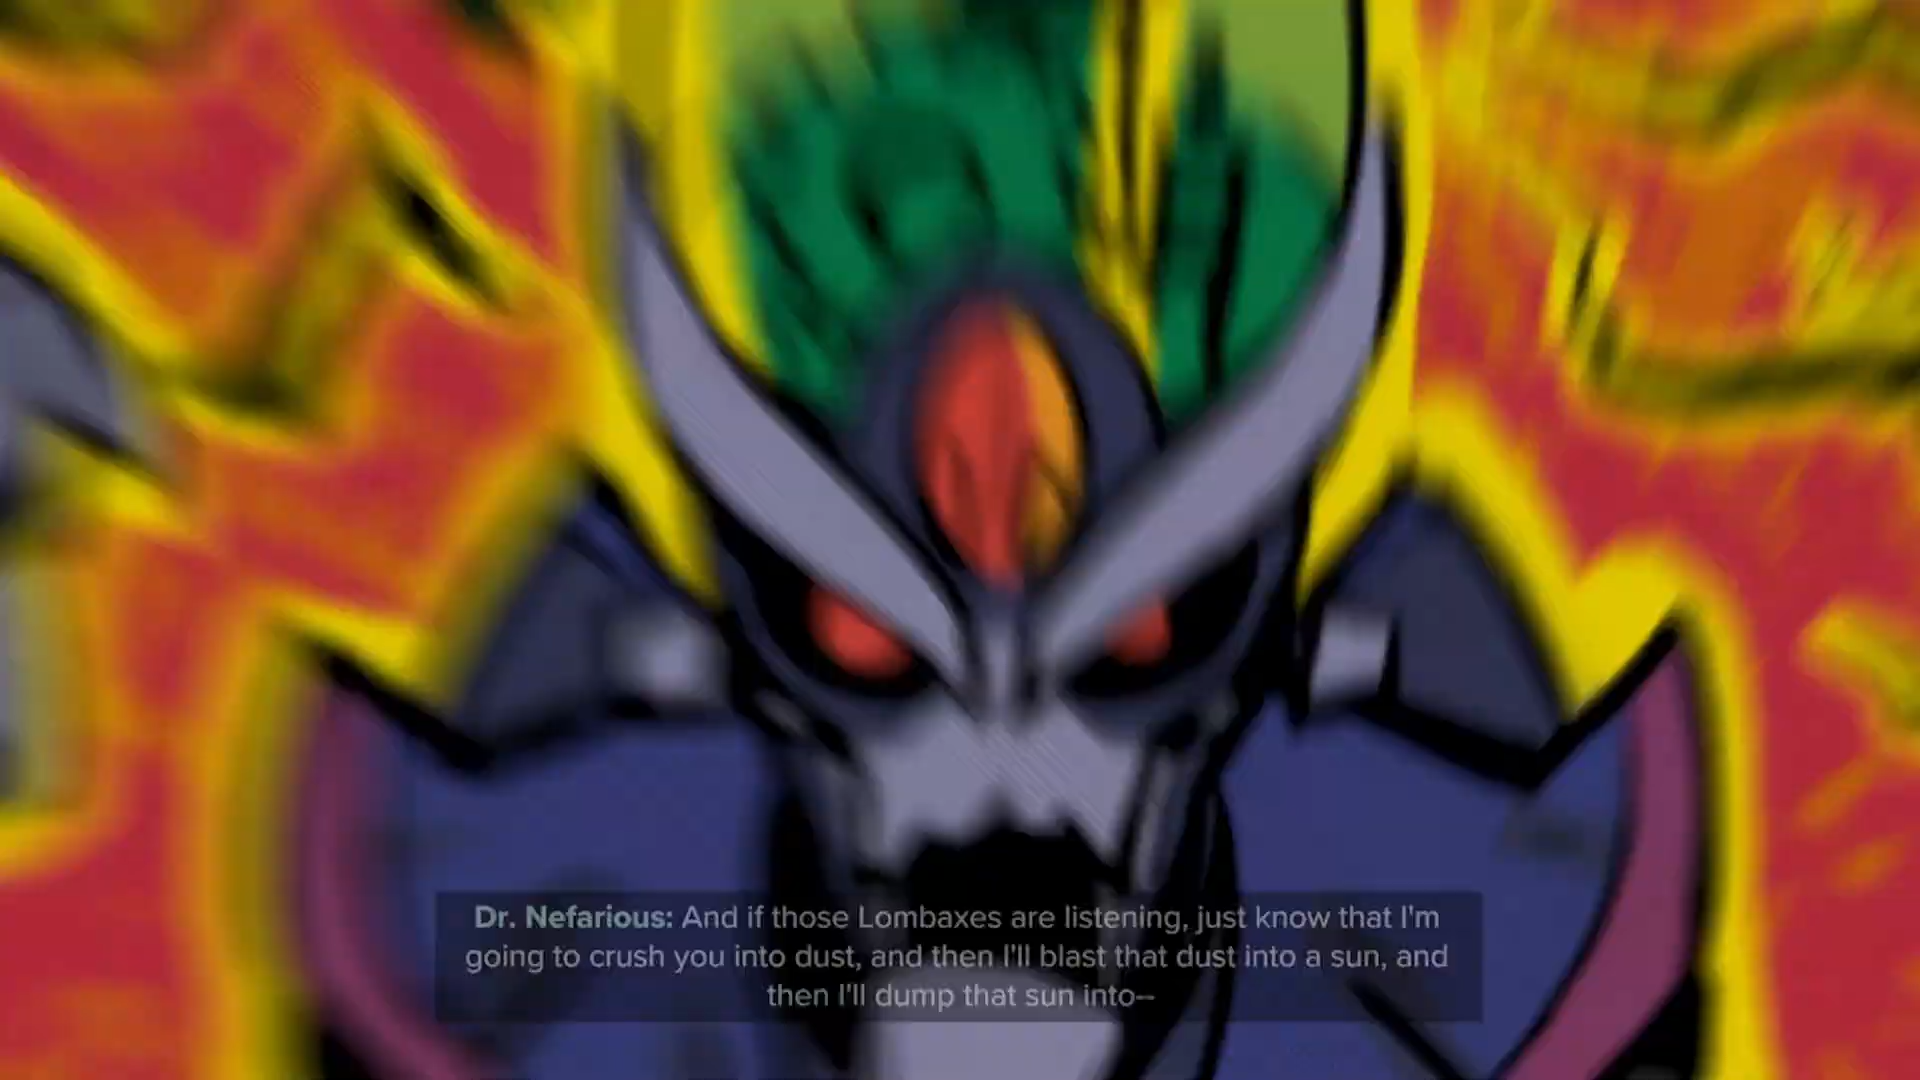 Dr. Nefarious: And if those Lombaxes are listening, just know that I'm
going to crush you into dust, and then I'll blast that dust into a sun, and
then I'll dump that sun into--